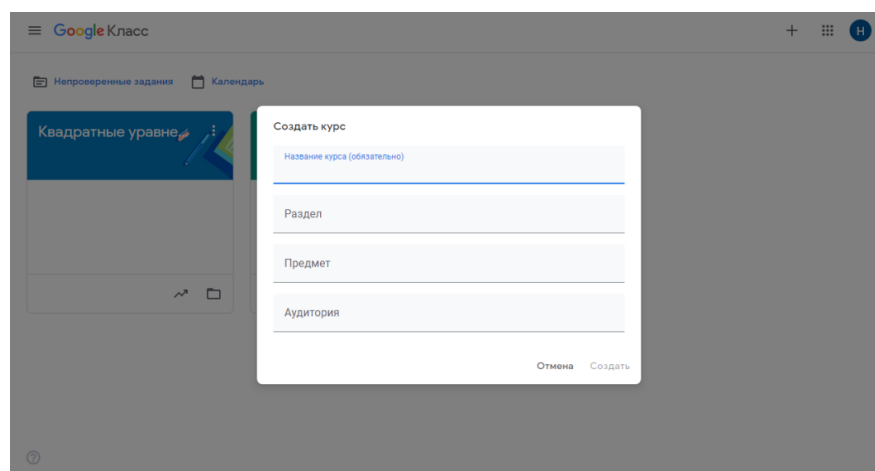 Google Класс
Н
Непроверенные задания
Календарь
Квадратные уравне
Создать курс
Название курса (обязательно)
Раздел
Предмет
Аудитория
Отмена Создать